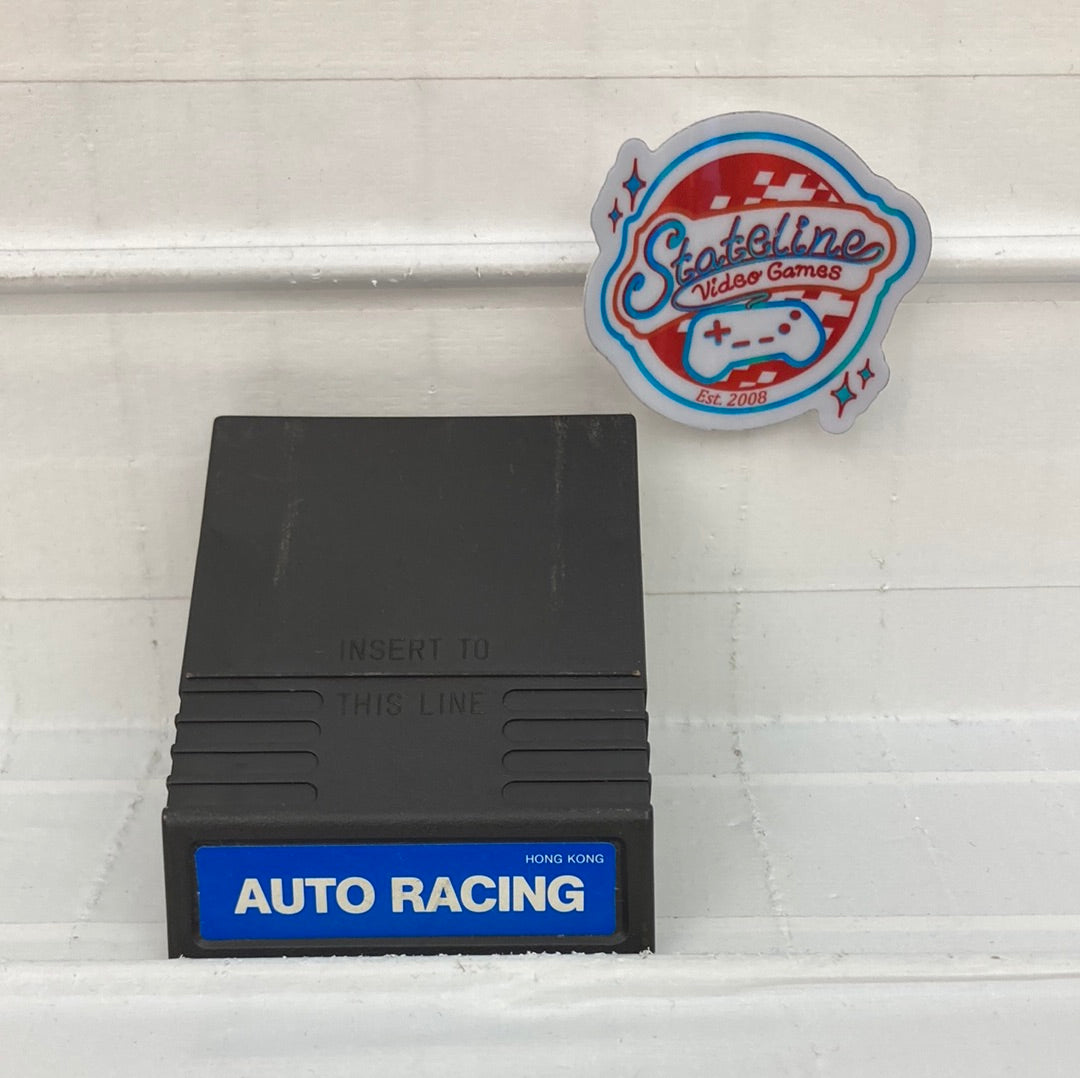 Stateline
Video Games
Est. 2008
INSERT TO
THIS LINE
HONG KONG
AUTO RACING